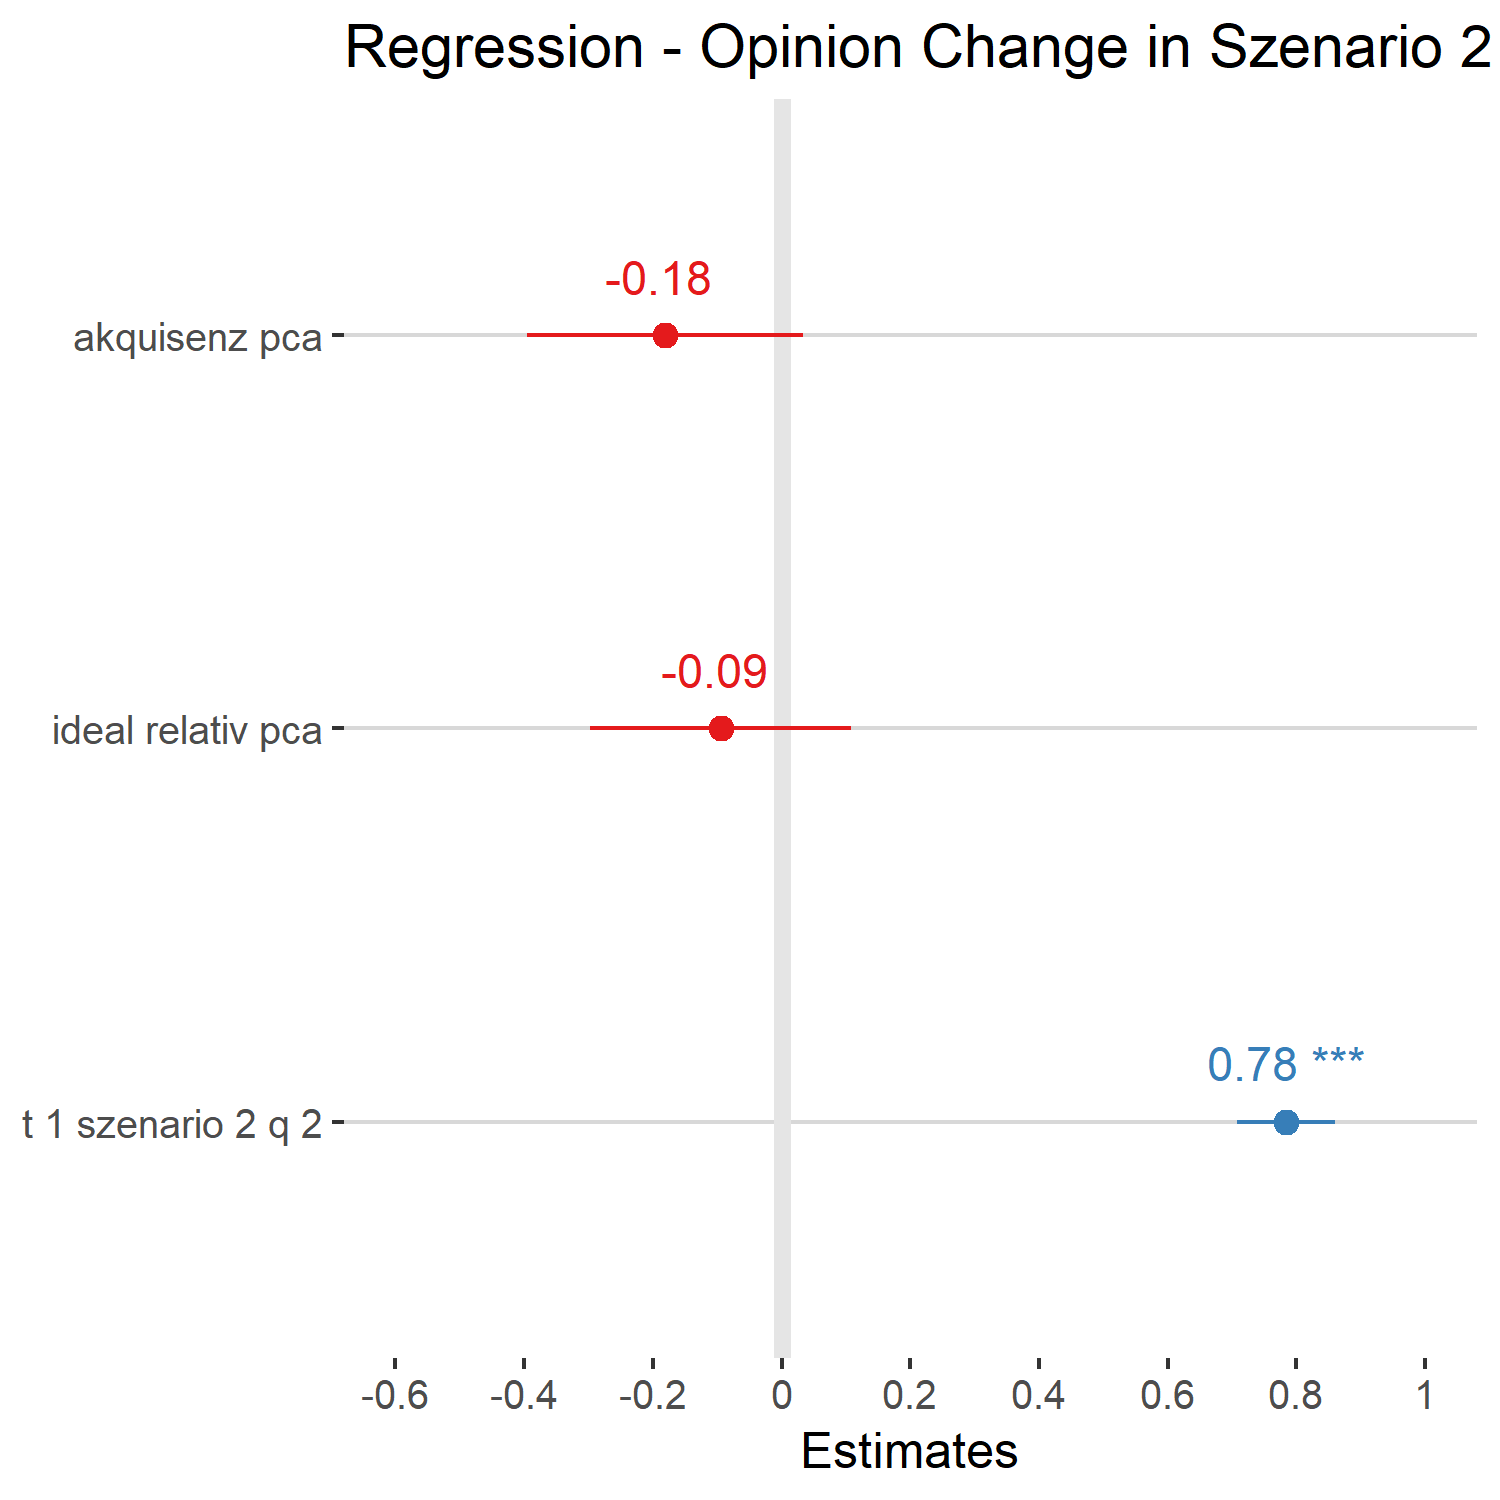 Regression - Opinion Change in Szenario 2
-0.18
akquisenz pca
-0.09
ideal relativ pca
0.78 ***
t 1 szenario 2 q 2
-0.6 -0.4 -0.2 0 0.2 0.4 0.6 0.8 1
Estimates